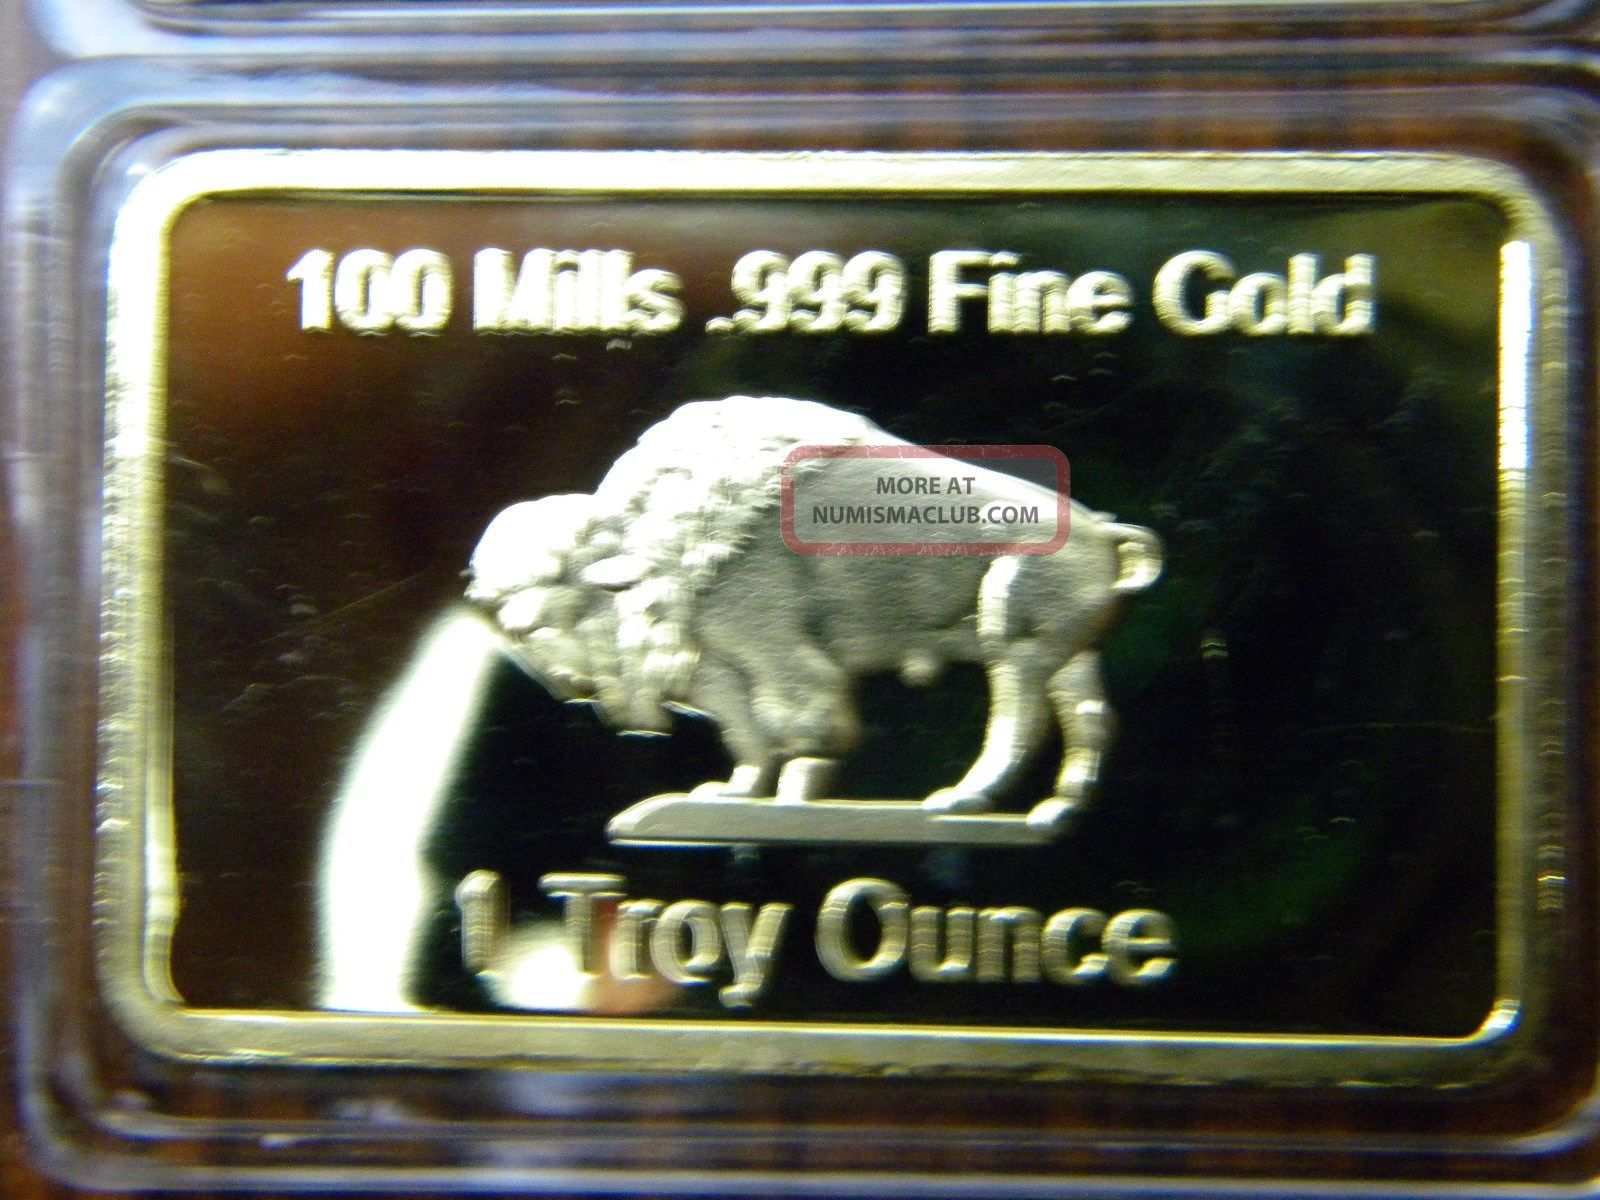 100 Mills .999 Fine Gold
MORE AT
NUMISMACLUB.COM
1 Troy Ounce